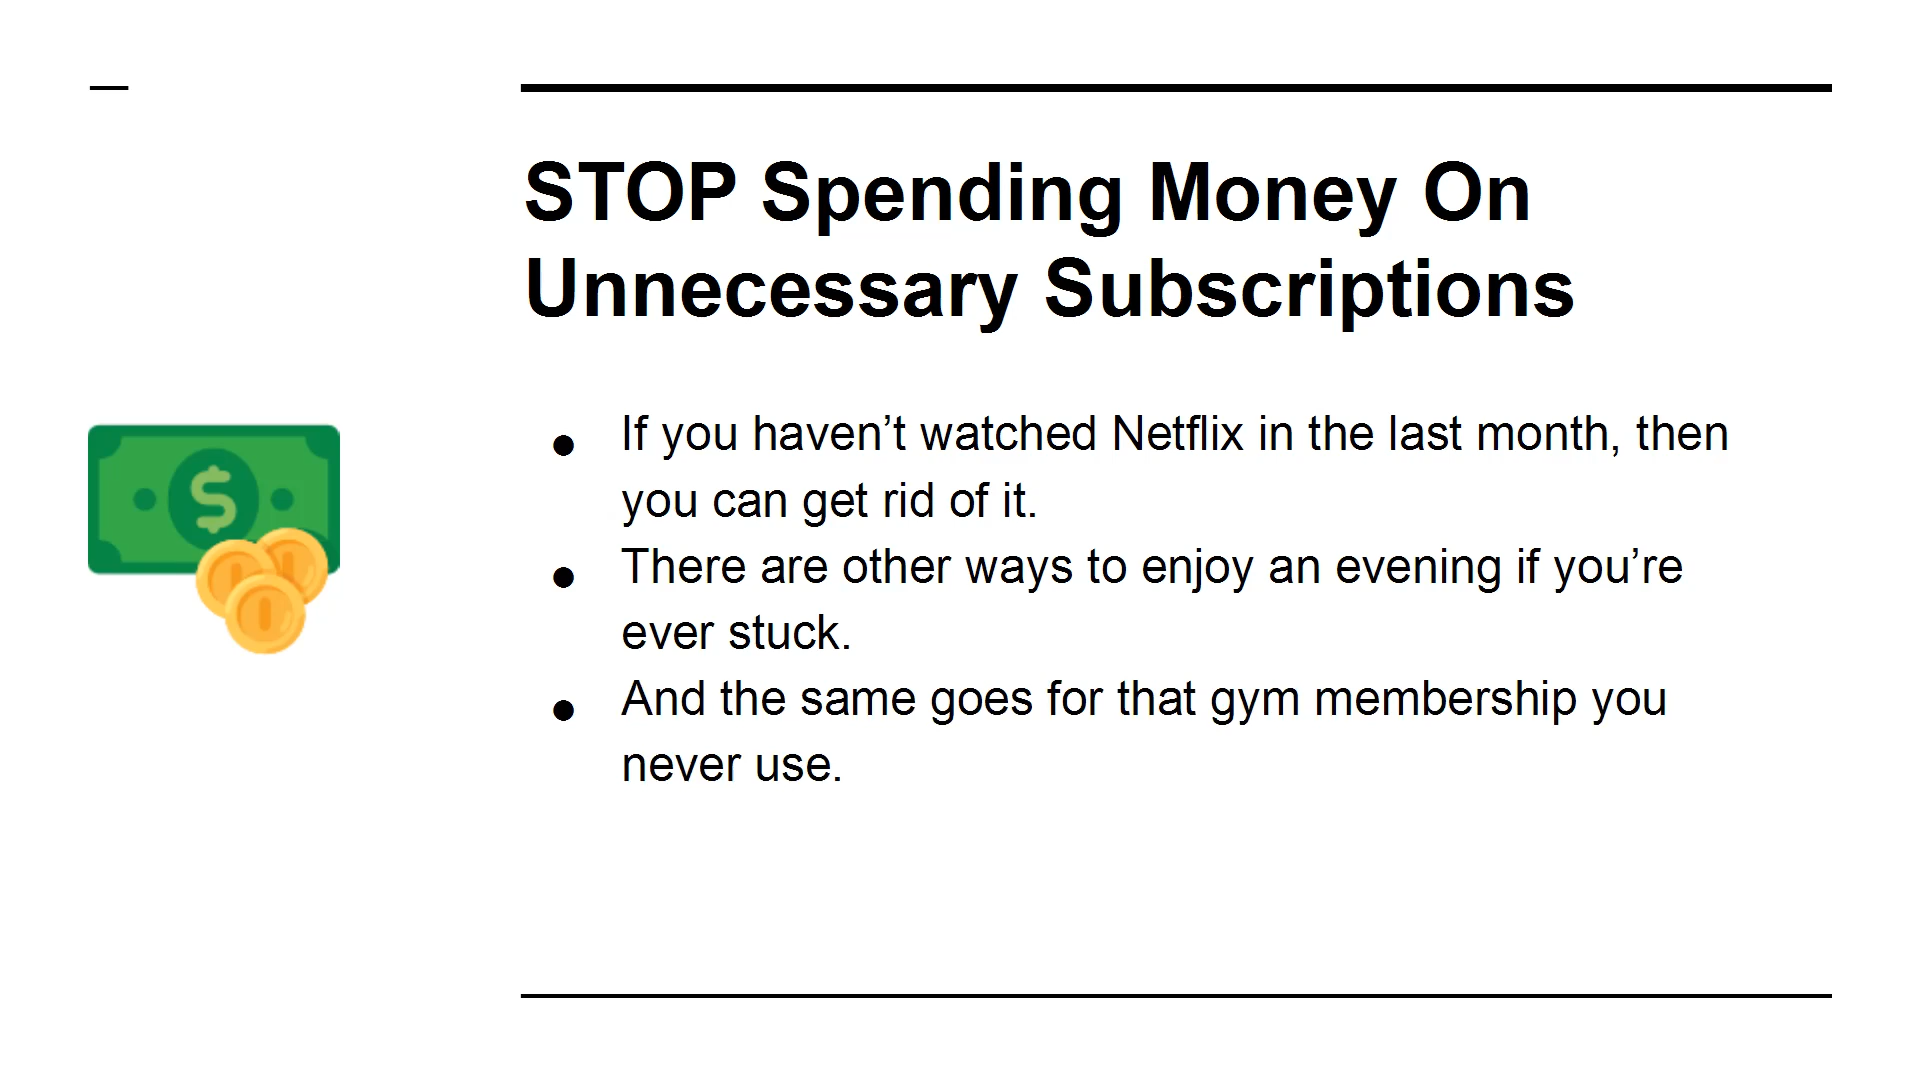 STOP Spending Money On
Unnecessary Subscriptions
● If you haven’t watched Netflix in the last month, then
you can get rid of it.
● There are other ways to enjoy an evening if you’re
ever stuck.
● And the same goes for that gym membership you
never use.
$